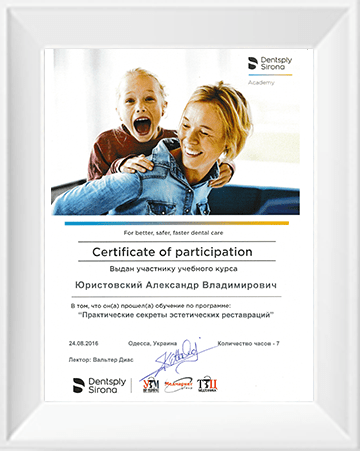 Dentsply
Sirona
Academy
For better, safer, faster dental care
Certificate of participation
Выдан участнику учебного курса
Юристовский Александр Владимирович
В том, что он(а) прошел(а) обучение по программе:
“Практические секреты эстетических реставраций”
24.08.2016 Одесса, Украина Количество часов - 7
Лектор: Вальтер Диас
Dentsply
Sirona